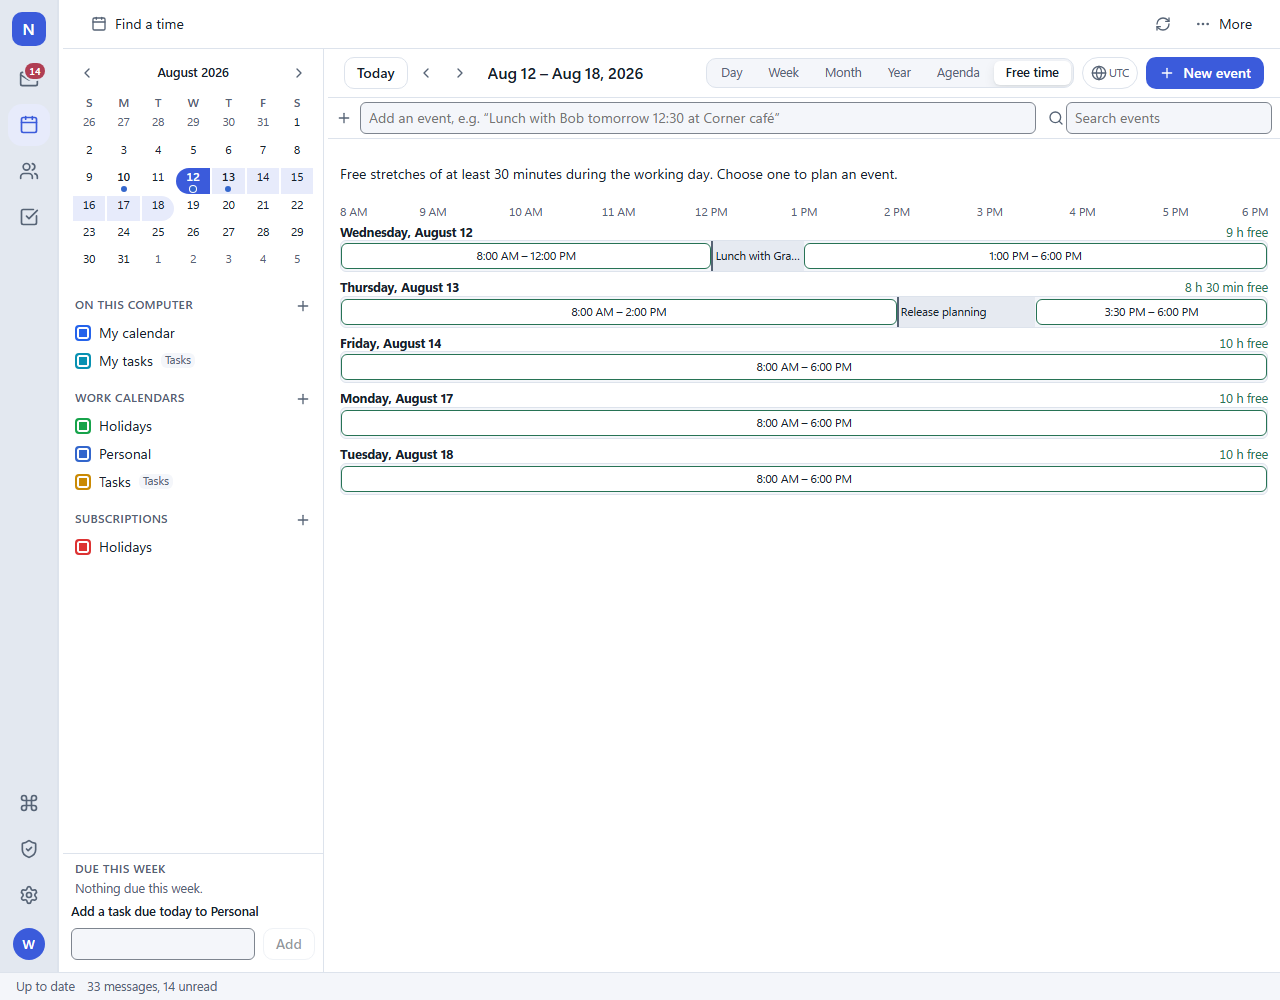 N
Find a time
More
14
August 2026
S M T W T F S
26 27 28 29 30 31 1
2 3 4 5 6 7 8
9 10 11 12 13 14 15
16 17 18 19 20 21 22
23 24 25 26 27 28 29
30 31 1 2 3 4 5
ON THIS COMPUTER
My calendar
My tasks Tasks
WORK CALENDARS
Holidays
Personal
Tasks Tasks
SUBSCRIPTIONS
Holidays
DUE THIS WEEK
Nothing due this week.
Add a task due today to Personal
Add
W
Today
Aug 12 – Aug 18, 2026
Day Week Month Year Agenda Free time
UTC
New event
Add an event, e.g. “Lunch with Bob tomorrow 12:30 at Corner café”
Search events
Free stretches of at least 30 minutes during the working day. Choose one to plan an event.
8 AM 9 AM 10 AM 11 AM 12 PM 1 PM 2 PM 3 PM 4 PM 5 PM 6 PM
Wednesday, August 12 9 h free
8:00 AM – 12:00 PM Lunch with Gra... 1:00 PM – 6:00 PM
Thursday, August 13 8 h 30 min free
8:00 AM – 2:00 PM Release planning 3:30 PM – 6:00 PM
Friday, August 14 10 h free
8:00 AM – 6:00 PM
Monday, August 17 10 h free
8:00 AM – 6:00 PM
Tuesday, August 18 10 h free
8:00 AM – 6:00 PM
Up to date 33 messages, 14 unread